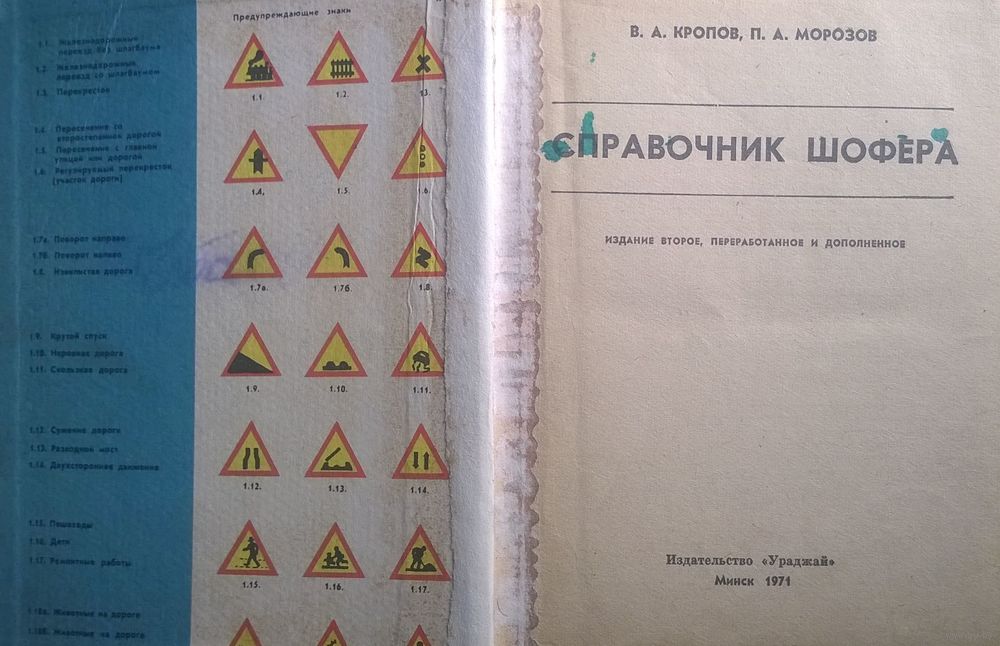 Предупреждающие знаки
1.1. Железнодорожный
переезд без шлагбаума
1.2. Железнодорожный
переезд со шлагбаумом
1.3. Перекресток
1.4. Пересечение со
второстепенной дорогой
1.5. Пересечение с главной
улицей или дорогой
1.6. Регулируемый перекресток
(участок дороги)
1.7а. Поворот направо
1.7б. Поворот налево
1.8. Извилистая дорога
1.9. Крутой спуск
1.10. Неровная дорога
1.11. Скользкая дорога
1.12. Сужение дороги
1.13. Разводной мост
1.14. Двухстороннее движение
1.15. Пешеходы
1.16. Дети
1.17. Ремонтные работы
1.18а. Животные на дороге
1.18б. Животные на дороге
1.1. 1.2. 1.3.
1.4. 1.5. 1.6.
1.7а. 1.7б. 1.8.
1.9. 1.10. 1.11.
1.12. 1.13. 1.14.
1.15. 1.16. 1.17.
В. А. КРОПОВ, П. А. МОРОЗОВ
СПРАВОЧНИК ШОФЕРА
ИЗДАНИЕ ВТОРОЕ, ПЕРЕРАБОТАННОЕ И ДОПОЛНЕННОЕ
Издательство «Ураджай»
Минск 1971